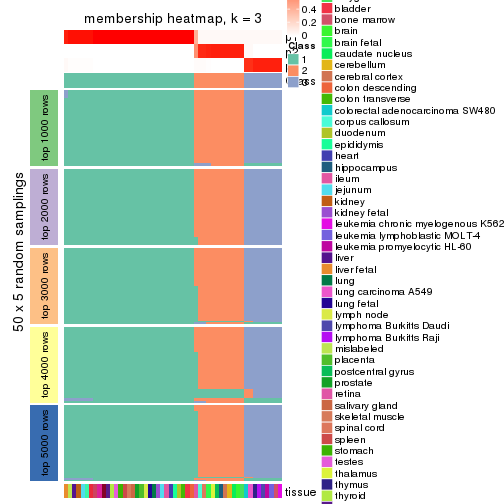 membership heatmap, k = 3
50 x 5 random samplings
top 1000 rows
top 2000 rows
top 3000 rows
top 4000 rows
top 5000 rows
tissue
0.4
0.2
0
Class
1
2
bladder
bone marrow
brain
brain fetal
caudate nucleus
cerebellum
cerebral cortex
colon descending
colon transverse
colorectal adenocarcinoma SW480
corpus callosum
duodenum
epididymis
heart
hippocampus
ileum
jejunum
kidney
kidney fetal
leukemia chronic myelogenous K562
leukemia lymphoblastic MOLT-4
leukemia promyelocytic HL-60
liver
liver fetal
lung
lung carcinoma A549
lung fetal
lymph node
lymphoma Burkitts Daudi
lymphoma Burkitts Raji
mislabeled
placenta
postcentral gyrus
prostate
retina
salivary gland
skeletal muscle
spinal cord
spleen
stomach
testes
thalamus
thymus
thyroid